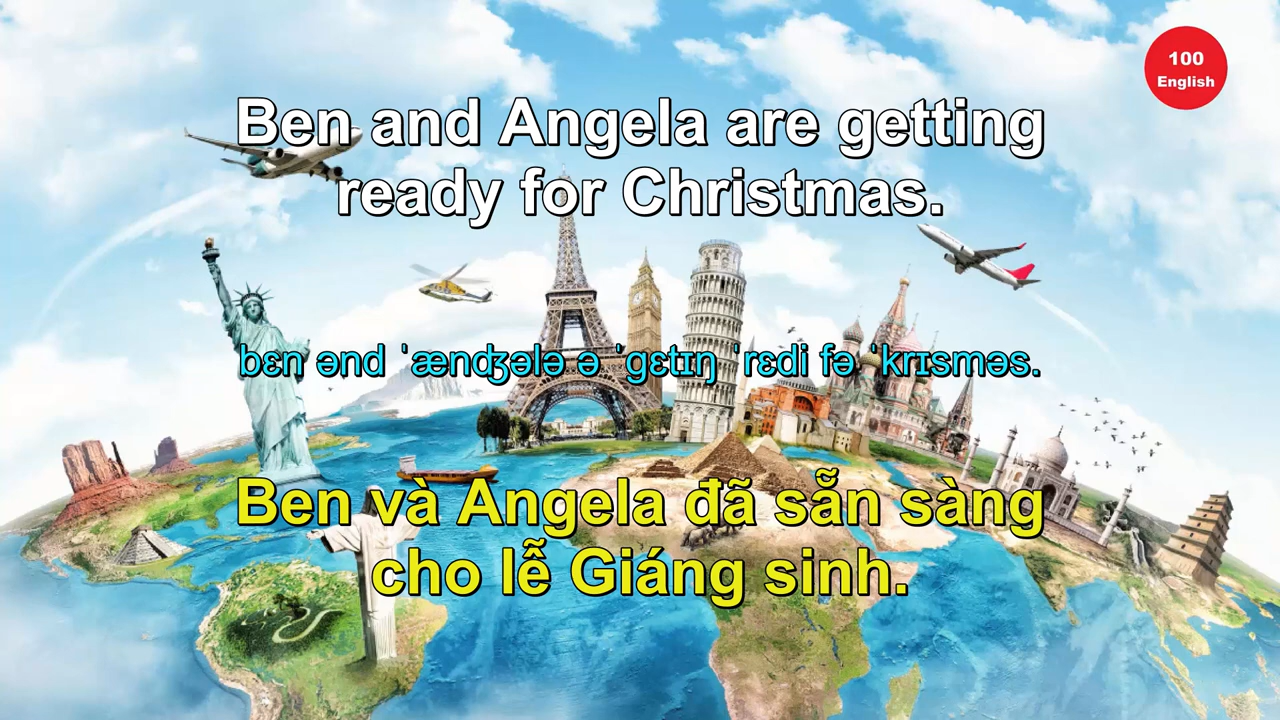 100
English
Ben and Angela are getting
ready for Christmas.
bɛn ənd ˈænʤələ ə ˈgɛtɪŋ ˈrɛdi fə ˈkrɪsməs.
Ben và Angela đã sẵn sàng
cho lễ Giáng sinh.